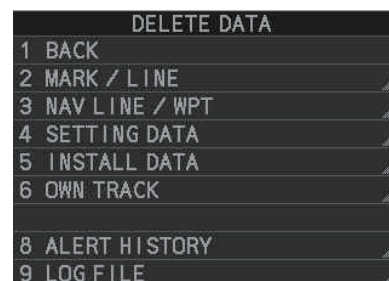 DELETE DATA
1 BACK
2 MARK / LINE
3 NAV LINE / WPT
4 SETTING DATA
5 INSTALL DATA
6 OWN TRACK
8 ALERT HISTORY
9 LOG FILE